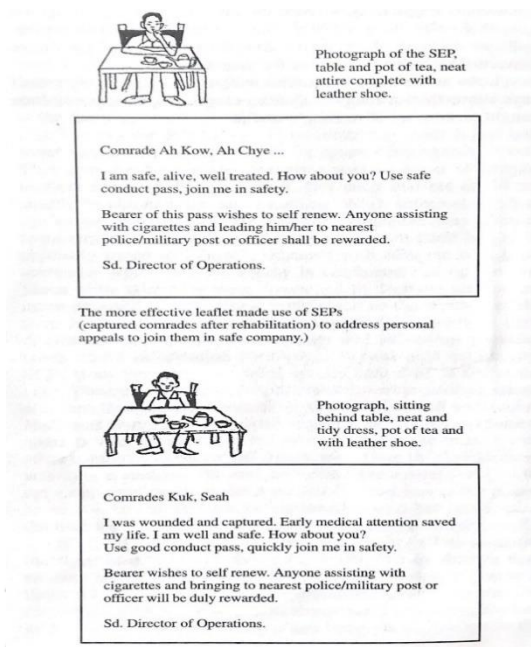 Photograph of the SEP,
table and pot of tea, neat
attire complete with
leather shoe.
Comrade Ah Kow, Ah Chye ...
I am safe, alive, well treated. How about you? Use safe
conduct pass, join me in safety.
Bearer of this pass wishes to self renew. Anyone assisting
with cigarettes and leading him/her to nearest
police/military post or officer shall be rewarded.
Sd. Director of Operations.
The more effective leaflet made use of SEPs
(captured comrades after rehabilitation) to address personal
appeals to join them in safe company.)
Photograph, sitting
behind table, neat and
tidy dress, pot of tea and
with leather shoe.
Comrades Kuk, Seah
I was wounded and captured. Early medical attention saved
my life. I am well and safe. How about you?
Use good conduct pass, quickly join me in safety.
Bearer wishes to self renew. Anyone assisting with
cigarettes and bringing to nearest police/military post or
officer will be duly rewarded.
Sd. Director of Operations.